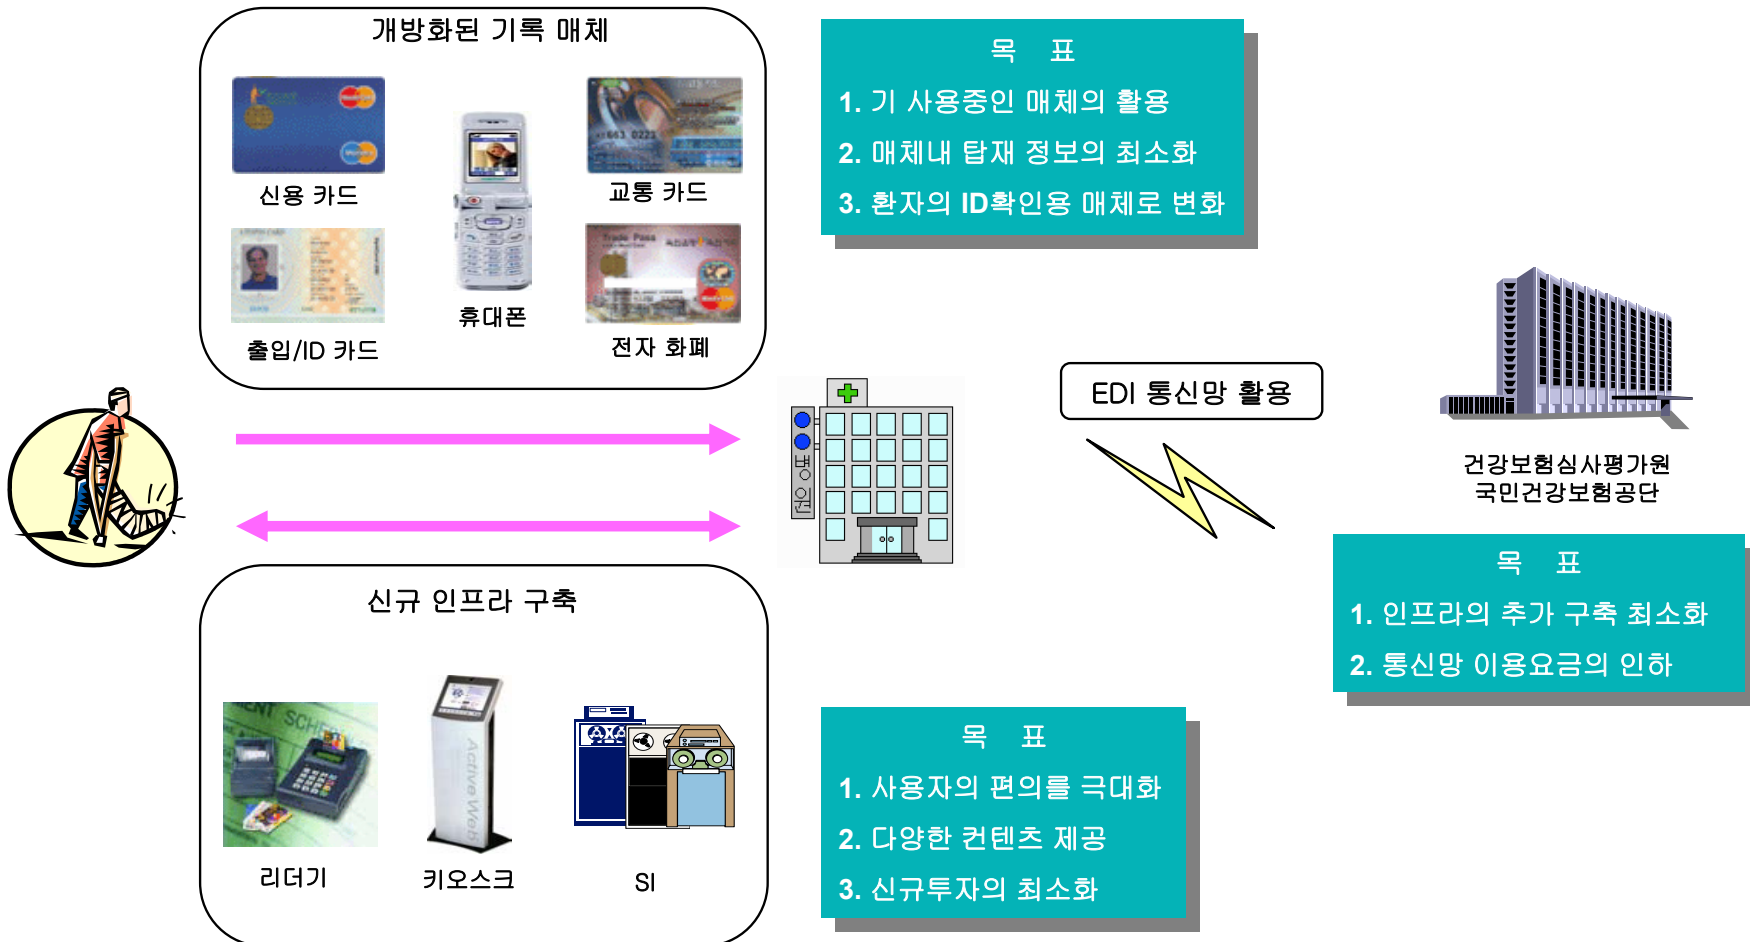 개방화된 기록 매체
신용 카드
교통 카드
663 0223
Trade Pass
출입/ID 카드
휴대폰
전자 화폐
목 표
1. 기 사용중인 매체의 활용
2. 매체내 탑재 정보의 최소화
3. 환자의 ID확인용 매체로 변화
병원
EDI 통신망 활용
건강보험심사평가원
국민건강보험공단
목 표
1. 인프라의 추가 구축 최소화
2. 통신망 이용요금의 인하
신규 인프라 구축
MENT SCHE
ActiveWeb
리더기
키오스크
SI
목 표
1. 사용자의 편의를 극대화
2. 다양한 컨텐츠 제공
3. 신규투자의 최소화